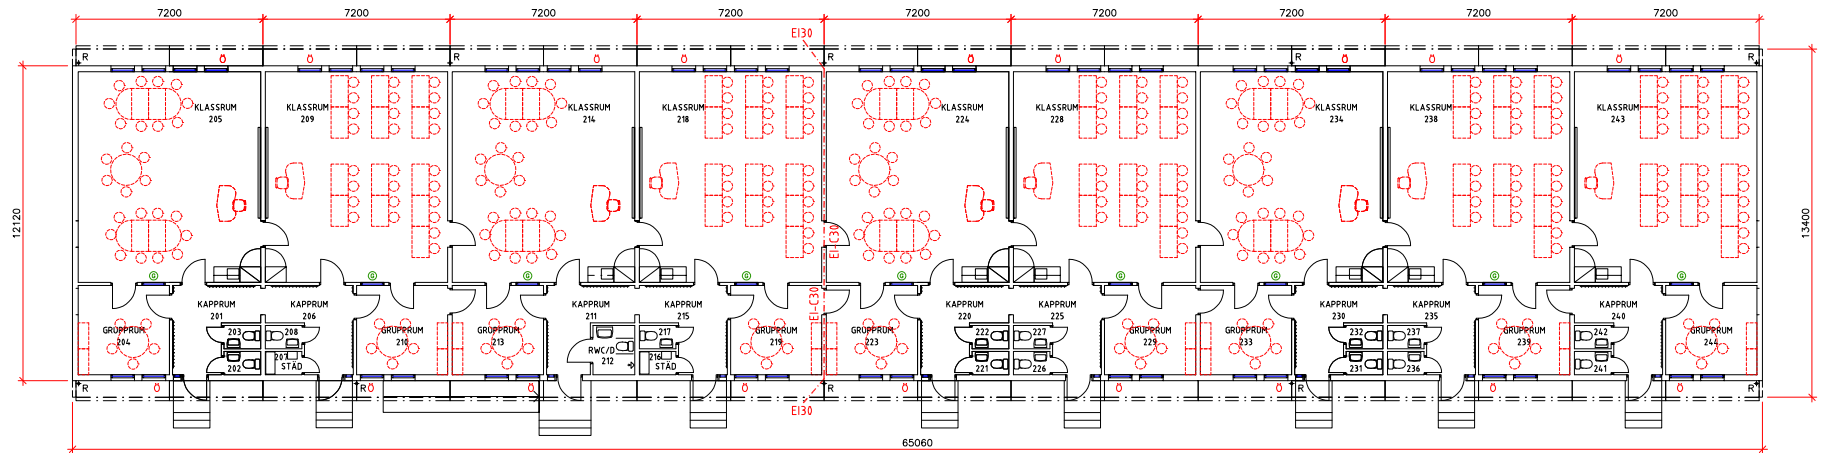 7200 7200 7200 7200 7200 7200 7200 7200 7200
EI30
R R R R
Ö Ö Ö Ö Ö Ö Ö Ö Ö
KLASSRUM 205
KLASSRUM 209
KLASSRUM 214
KLASSRUM 218
KLASSRUM 224
KLASSRUM 228
KLASSRUM 234
KLASSRUM 238
KLASSRUM 243
12120
13400
EI-C30
G G G G G G G G
EI-C30
KAPPRUM 201
KAPPRUM 206
KAPPRUM 211
KAPPRUM 215
KAPPRUM 220
KAPPRUM 225
KAPPRUM 230
KAPPRUM 235
KAPPRUM 240
GRUPPRUM 204
203
208
GRUPPRUM 210
GRUPPRUM 213
217
GRUPPRUM 219
GRUPPRUM 223
222
227
GRUPPRUM 229
GRUPPRUM 233
232
237
GRUPPRUM 239
242
GRUPPRUM 244
202
207
STÄD
RWC/D
212
216
STÄD
221
226
231
236
241
R R R R R
Ö Ö Ö Ö Ö Ö Ö Ö Ö
EI30
65060